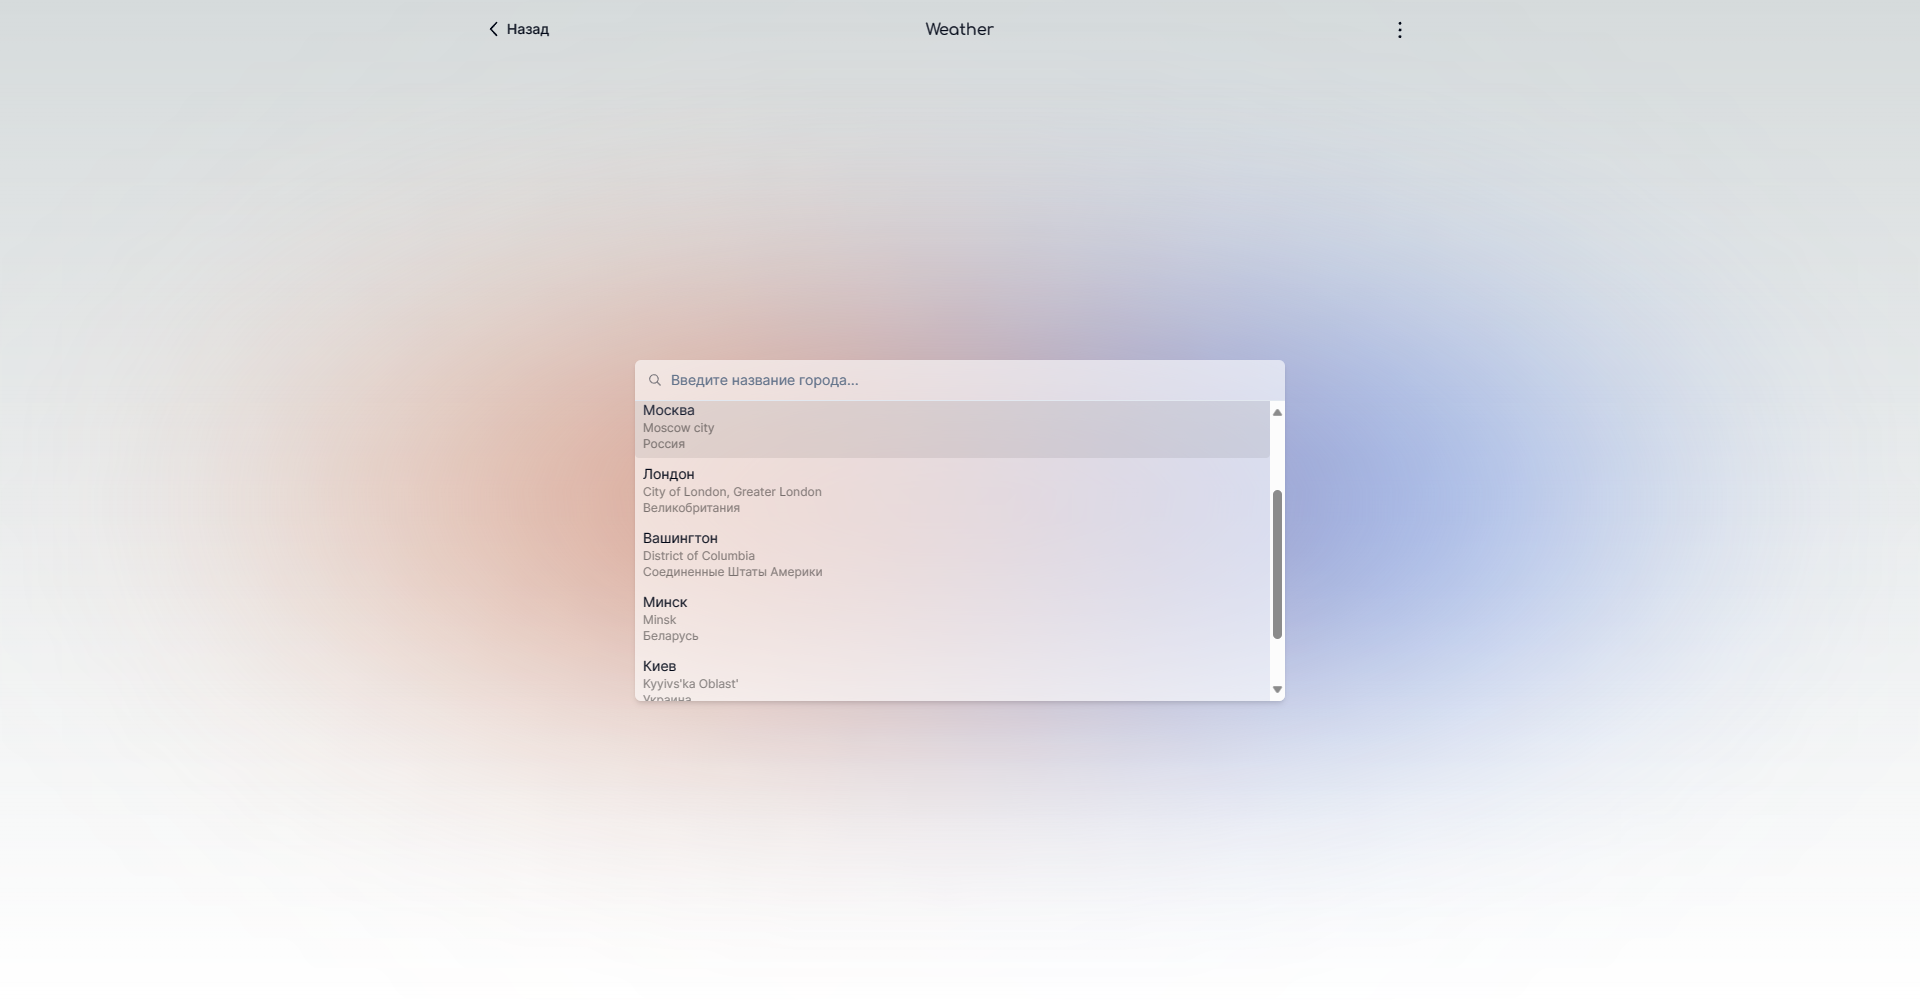 Назад
Weather
Введите название города...
Москва
Moscow city
Россия
Лондон
City of London, Greater London
Великобритания
Вашингтон
District of Columbia
Соединенные Штаты Америки
Минск
Minsk
Беларусь
Киев
Kyyivs'ka Oblast'
Украина